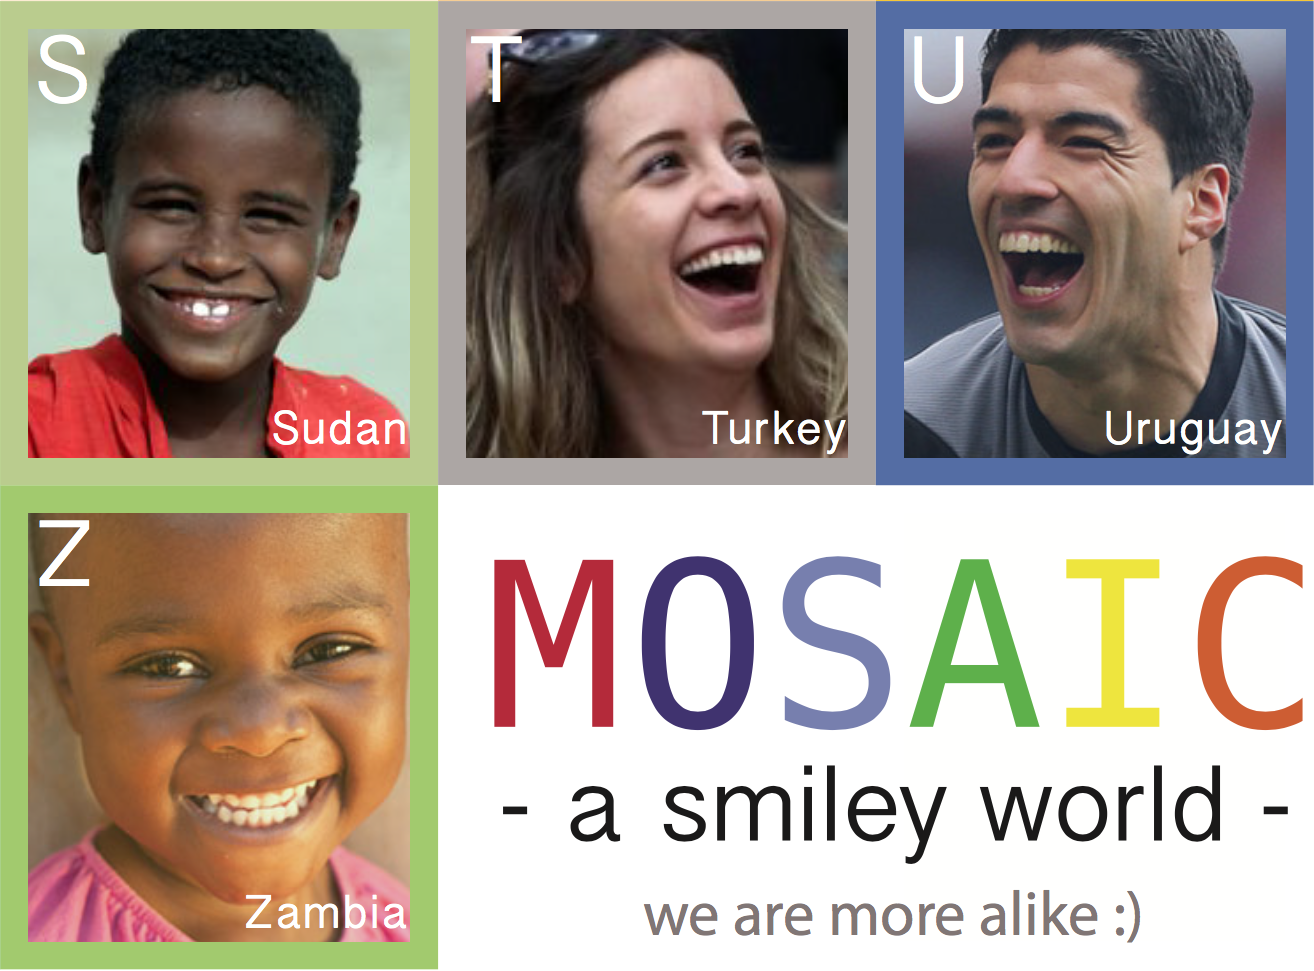 S
Sudan
T
Turkey
U
Uruguay
Z
Zambia
MOSAIC
- a smiley world -
we are more alike :)